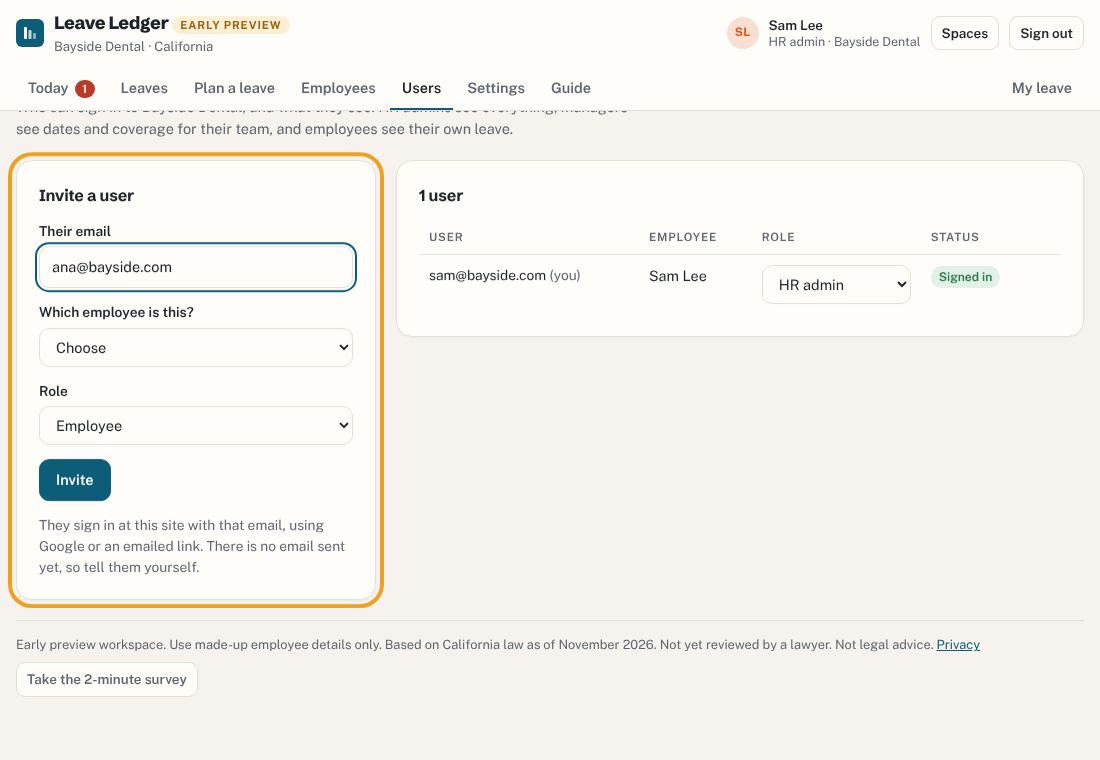 Leave Ledger EARLY PREVIEW
Bayside Dental · California
SL
Sam Lee
HR admin · Bayside Dental
Spaces
Sign out
Today 1
Leaves
Plan a leave
Employees
Users
Settings
Guide
My leave
see dates and coverage for their team, and employees see their own leave.
Invite a user
Their email
ana@bayside.com
Which employee is this?
Choose
Role
Employee
Invite
They sign in at this site with that email, using
Google or an emailed link. There is no email sent
yet, so tell them yourself.
1 user
USER EMPLOYEE ROLE STATUS
sam@bayside.com (you) Sam Lee HR admin Signed in
Early preview workspace. Use made-up employee details only. Based on California law as of November 2026. Not yet reviewed by a lawyer. Not legal advice. Privacy
Take the 2-minute survey